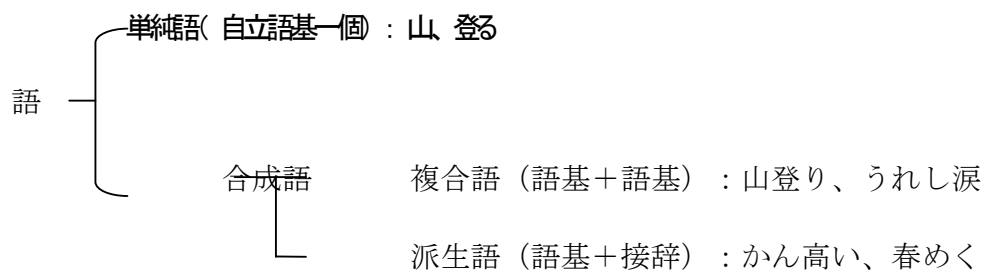 単純語(自立語基一個):山、登る
語
合成語 複合語(語基+語基):山登り、うれし涙
派生語(語基+接辞):かん高い、春めく